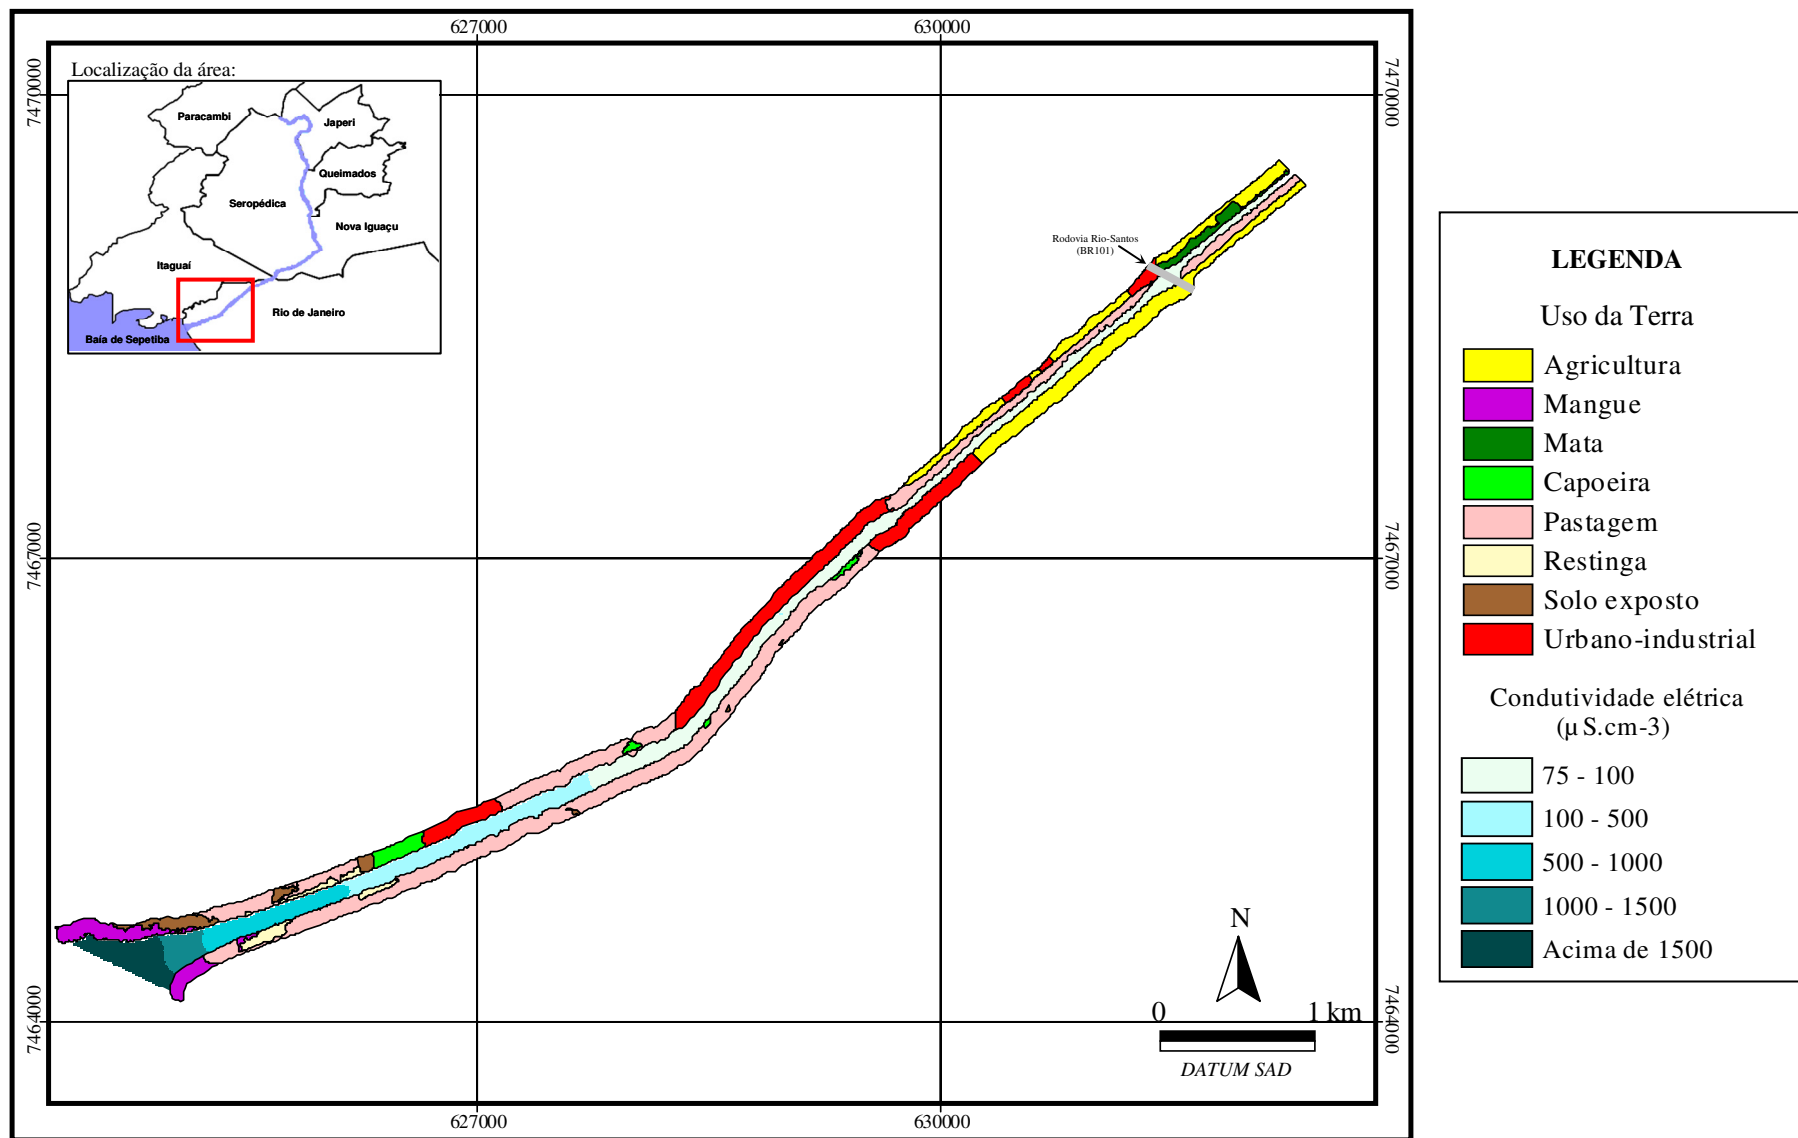 627000
630000
7470000
7470000
Localização da área:
Paracambi
Japeri
Queimados
Seropédica
Nova Iguaçu
Itaguaí
Rio de Janeiro
Baía de Sepetiba
Rodovia Rio-Santos
(BR101)
7467000
7467000
7464000
7464000
N
0 1 km
DATUM SAD
627000
630000
LEGENDA
Uso da Terra
Agricultura
Mangue
Mata
Capoeira
Pastagem
Restinga
Solo exposto
Urbano-industrial
Condutividade elétrica
(µS.cm-3)
75 - 100
100 - 500
500 - 1000
1000 - 1500
Acima de 1500